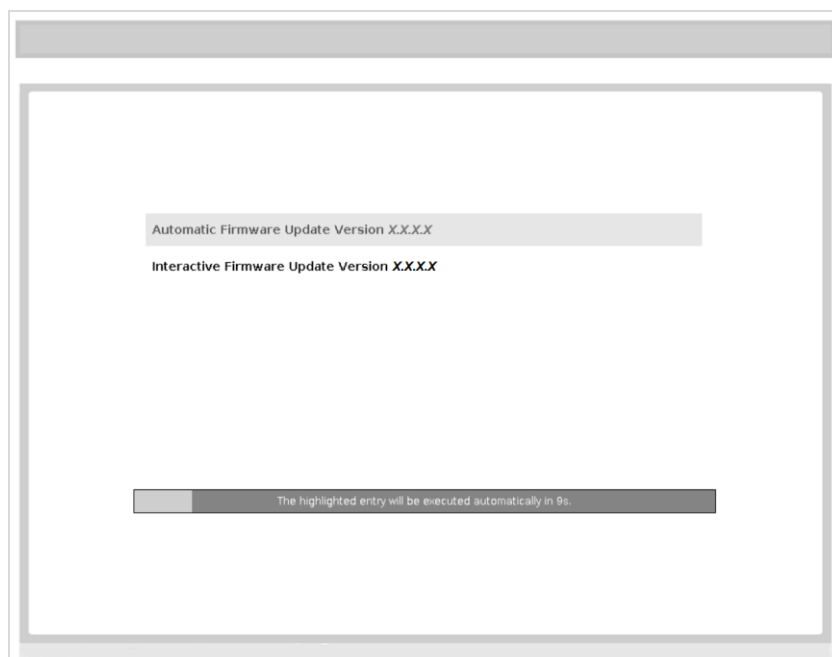 Automatic Firmware Update Version X.X.X.X
Interactive Firmware Update Version X.X.X.X
The highlighted entry will be executed automatically in 9s.